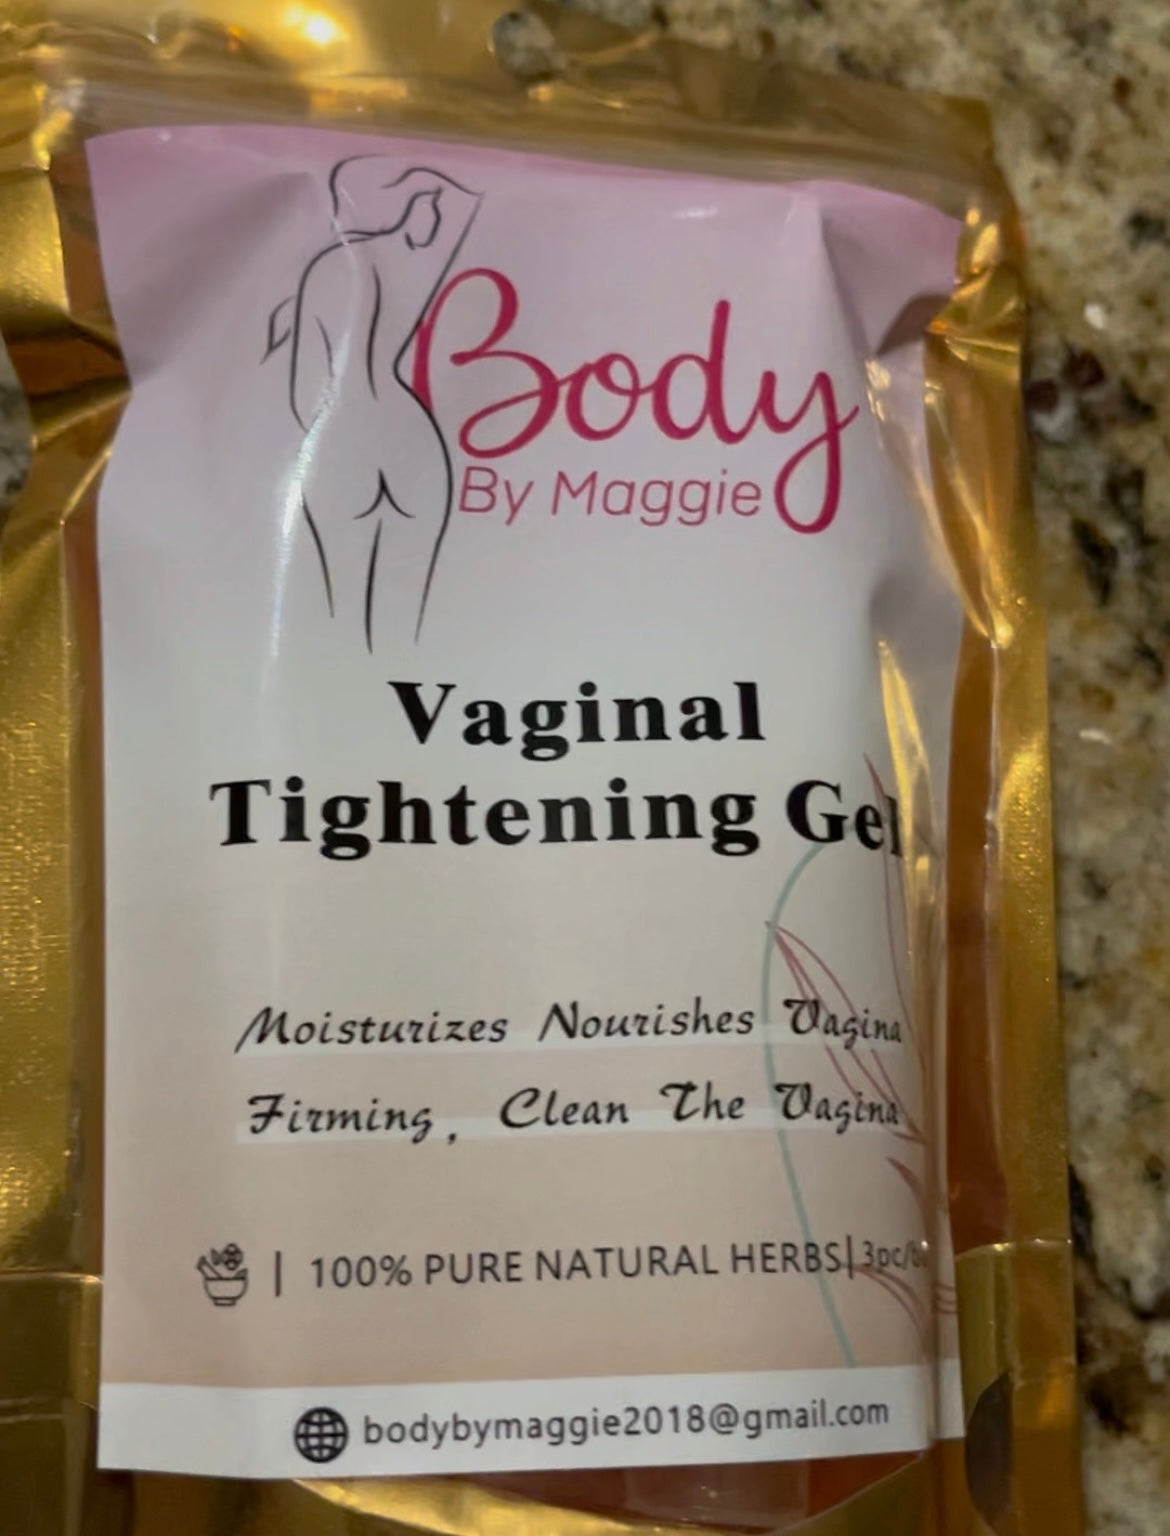 Body
By Maggie
Vaginal
Tightening Gel
Moisturizes Nourishes Vagina
Firming, Clean The Vagina
| 100% PURE NATURAL HERBS|
bodybymaggie2018@gmail.com